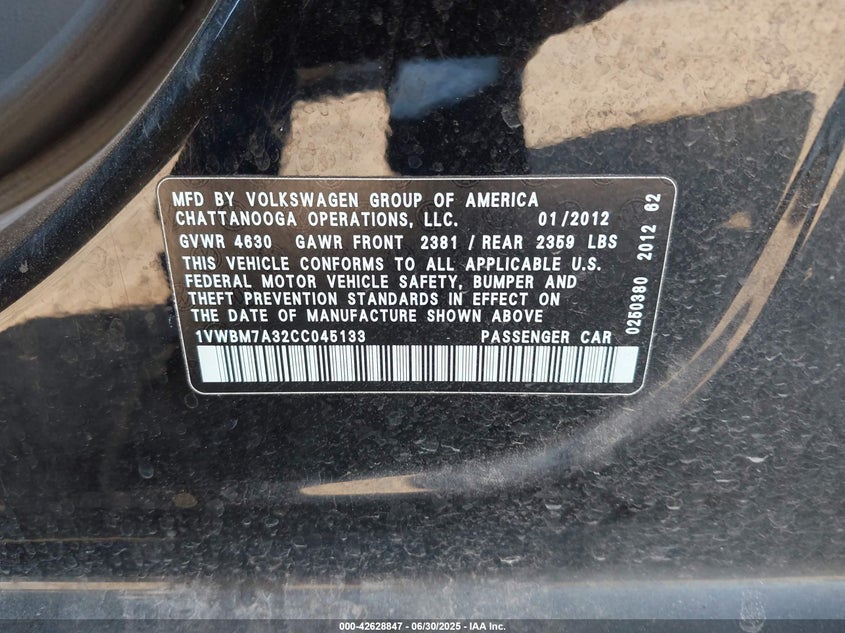 MFD BY VOLKSWAGEN GROUP OF AMERICA
CHATTANOOGA OPERATIONS, LLC. 01/2012
GVWR 4630 GAWR FRONT 2381 / REAR 2359 LBS
THIS VEHICLE CONFORMS TO ALL APPLICABLE U.S.
FEDERAL MOTOR VEHICLE SAFETY, BUMPER AND
THEFT PREVENTION STANDARDS IN EFFECT ON
THE DATE OF MANUFACTURE SHOWN ABOVE
1VWBM7A32CC045133 PASSENGER CAR
0250380 2012 62
000-42628847 - 06/30/2025 - IAA Inc.